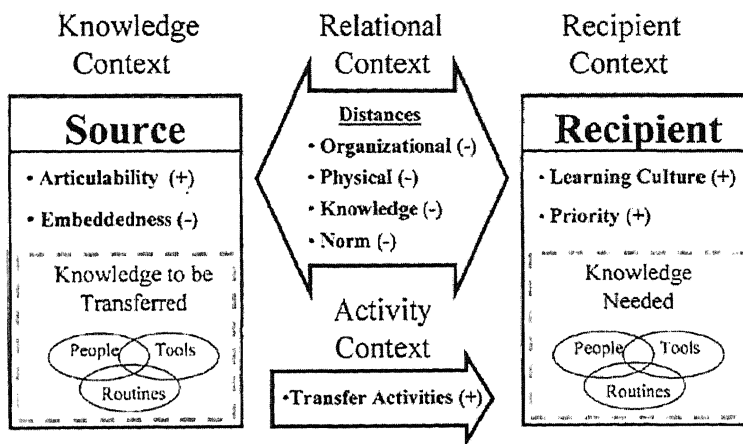 Knowledge
Context
Source
• Articulability (+)
• Embeddedness (-)
Knowledge to be
Transferred
People
Tools
Routines
Relational
Context
Distances
• Organizational (-)
• Physical (-)
• Knowledge (-)
• Norm (-)
Activity
Context
•Transfer Activities (+)
Recipient
Context
Recipient
• Learning Culture (+)
• Priority (+)
Knowledge
Needed
People
Tools
Routines